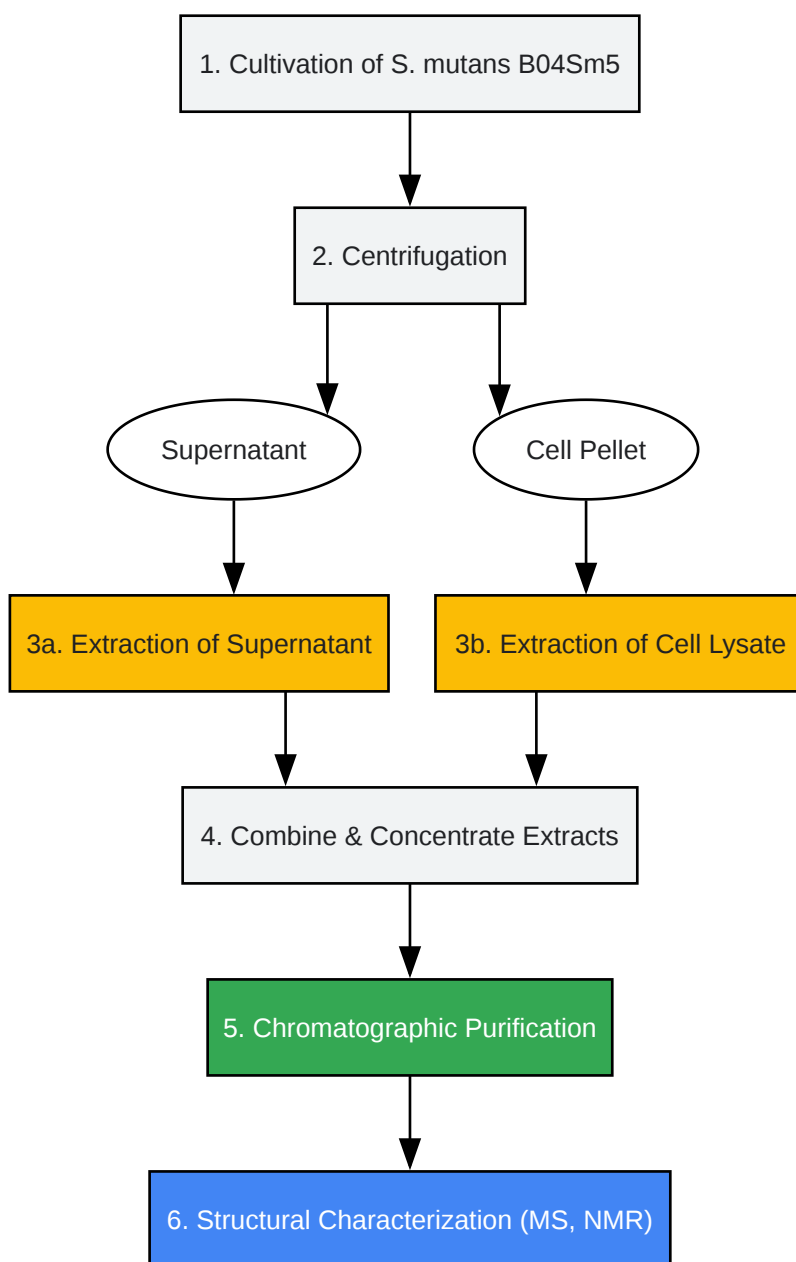 1. Cultivation of S. mutans B04Sm5
2. Centrifugation
Supernatant
Cell Pellet
3a. Extraction of Supernatant
3b. Extraction of Cell Lysate
4. Combine & Concentrate Extracts
5. Chromatographic Purification
6. Structural Characterization (MS, NMR)